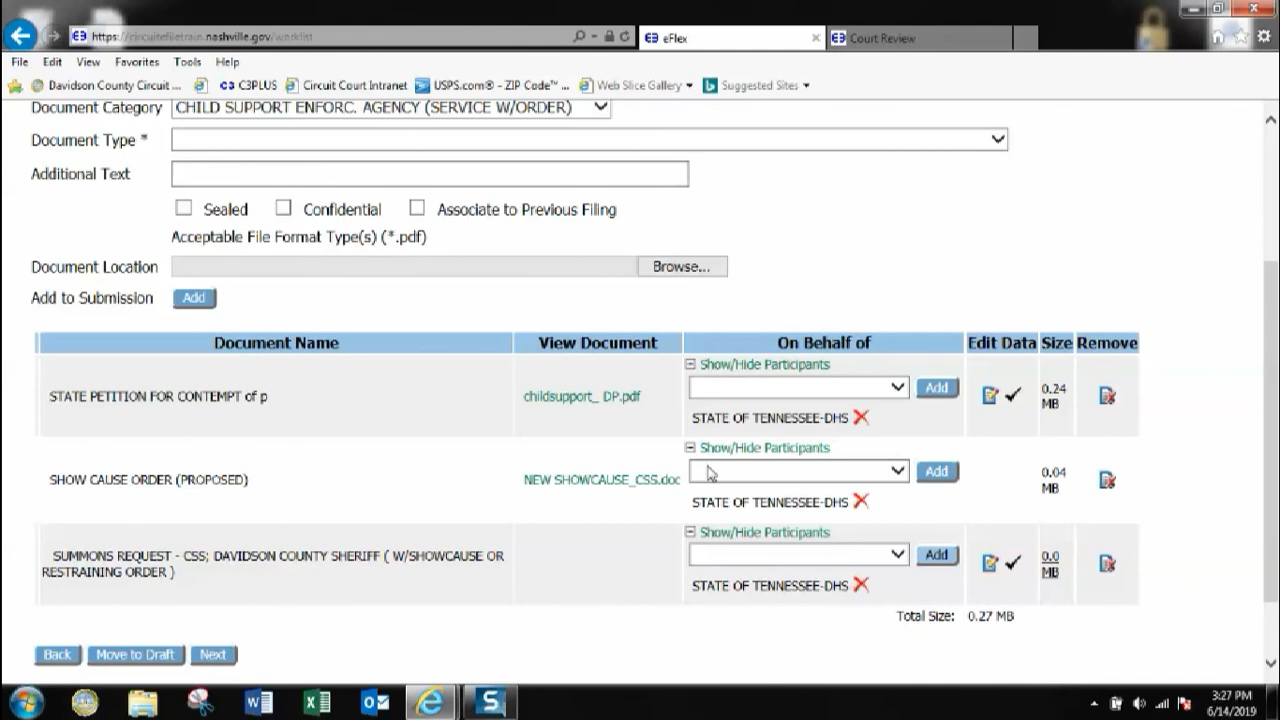 https://circuitefiletrain.nashville.gov/worklist
eFlex
Court Review
File Edit View Favorites Tools Help
Davidson County Circuit ... C3PLUS Circuit Court Intranet USPS.com® - ZIP Code™ ... Web Slice Gallery Suggested Sites
Document Category CHILD SUPPORT ENFORC. AGENCY (SERVICE W/ORDER)
Document Type *
Additional Text
Sealed Confidential Associate to Previous Filing
Acceptable File Format Type(s) (*.pdf)
Document Location Browse...
Add to Submission Add
Document Name View Document On Behalf of Edit Data Size Remove
Show/Hide Participants
STATE PETITION FOR CONTEMPT of p childsupport_ DP.pdf Add 0.24 MB
STATE OF TENNESSEE-DHS
Show/Hide Participants
SHOW CAUSE ORDER (PROPOSED) NEW SHOWCAUSE_CSS.doc Add 0.04 MB
STATE OF TENNESSEE-DHS
Show/Hide Participants
SUMMONS REQUEST - CSS; DAVIDSON COUNTY SHERIFF ( W/SHOWCAUSE OR Add 0.0
RESTRAINING ORDER ) MB
STATE OF TENNESSEE-DHS
Total Size: 0.27 MB
Back Move to Draft Next
3:27 PM
6/14/2019